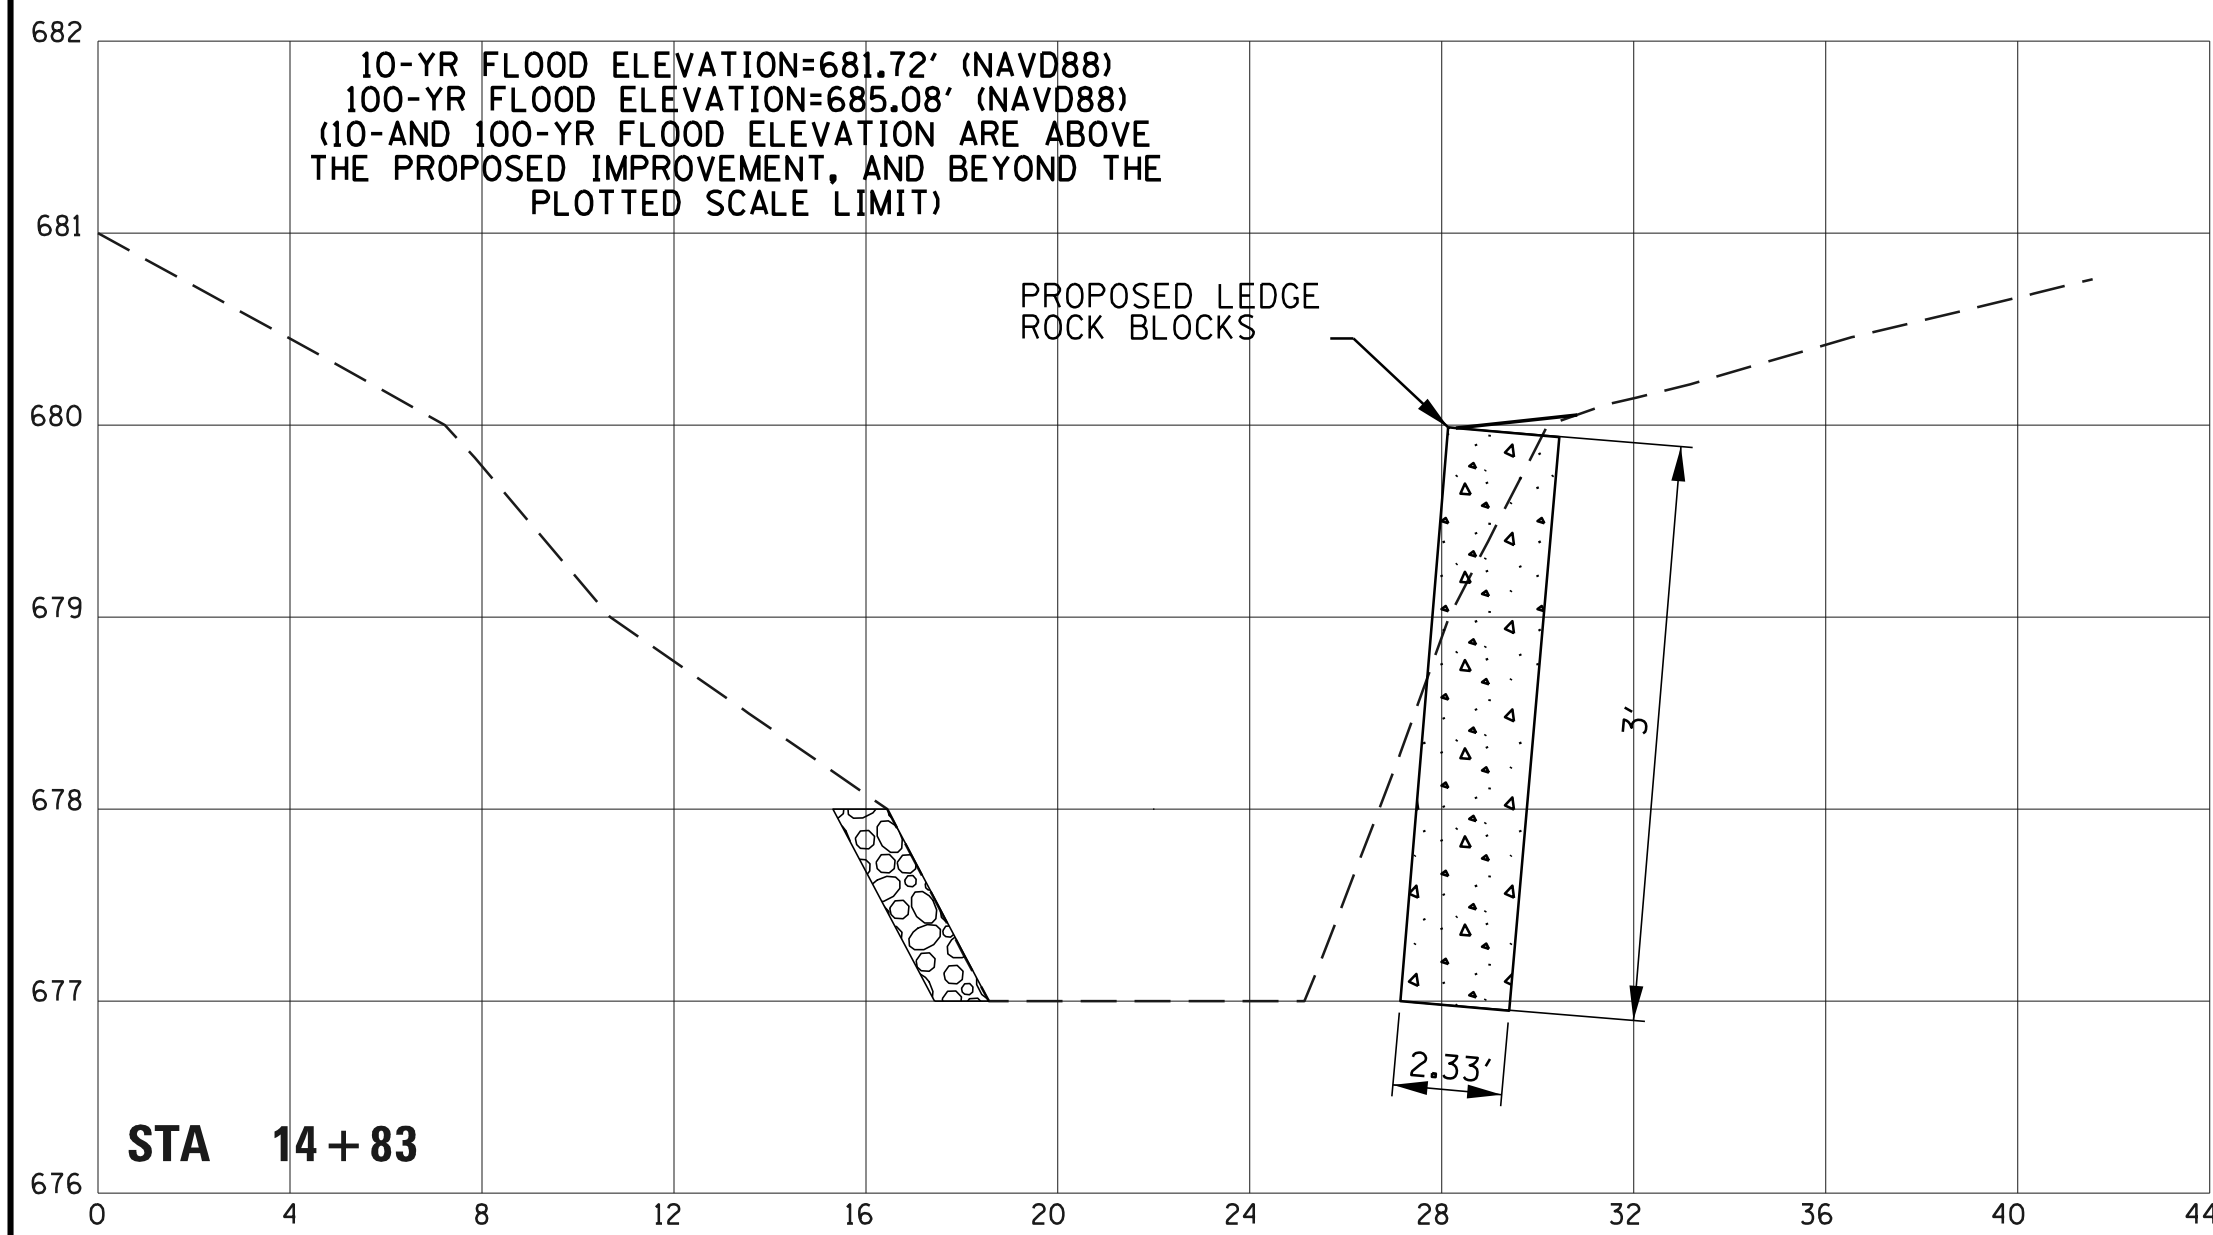 682
10-YR FLOOD ELEVATION=681.72' (NAVD88)
100-YR FLOOD ELEVATION=685.08' (NAVD88)
(10-AND 100-YR FLOOD ELEVATION ARE ABOVE
THE PROPOSED IMPROVEMENT, AND BEYOND THE
PLOTTED SCALE LIMIT)
681
PROPOSED LEDGE
ROCK BLOCKS
680
679
3'
678
677
2.33'
STA 14+83
676
0 4 8 12 16 20 24 28 32 36 40 44